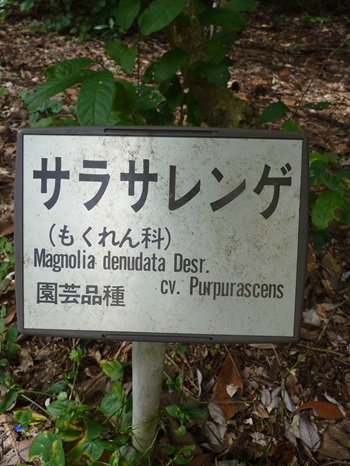 サラサレンゲ
(もくれん科)
Magnolia denudata Desr.
園芸品種 cv. Purpurascens